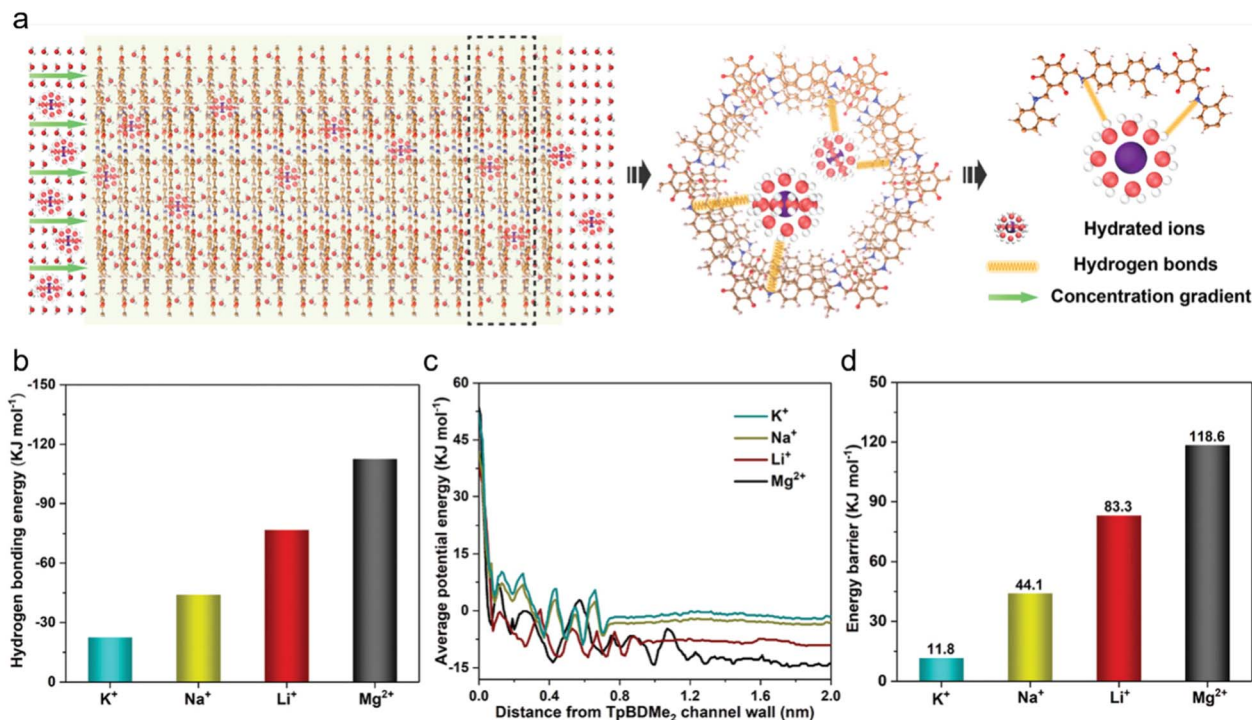 a
Hydrated ions
Hydrogen bonds
Concentration gradient
b
Hydrogen bonding energy (KJ mol⁻¹)
-150
-120
-90
-60
-30
0
K⁺ Na⁺ Li⁺ Mg²⁺
c
Average potential energy (KJ mol⁻¹)
60
45
30
15
0
-15
K⁺
Na⁺
Li⁺
Mg²⁺
0.0 0.4 0.8 1.2 1.6 2.0
Distance from TpBDMe₂ channel wall (nm)
d
Energy barrier (KJ mol⁻¹)
50
120
90
60
30
0
11.8
44.1
83.3
118.6
K⁺ Na⁺ Li⁺ Mg²⁺